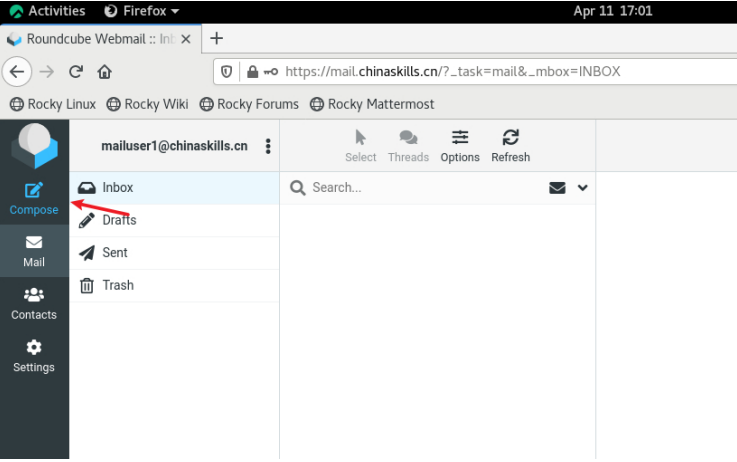 Activities Firefox Apr 11 17:01
Roundcube Webmail :: Inb
https://mail.chinaskills.cn/?_task=mail&_mbox=INBOX
Rocky Linux Rocky Wiki Rocky Forums Rocky Mattermost
mailuser1@chinaskills.cn
Select Threads Options Refresh
Compose
Mail
Contacts
Settings
Inbox
Drafts
Sent
Trash
Search...